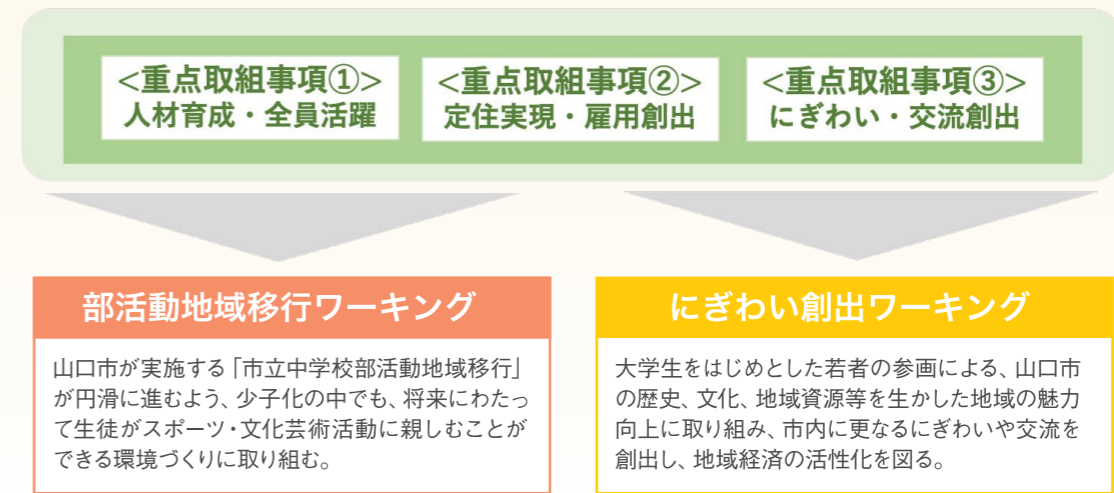 <重点取組事項①>
人材育成・全員活躍
<重点取組事項②>
定住実現・雇用創出
<重点取組事項③>
にぎわい・交流創出
部活動地域移行ワーキング
山口市が実施する「市立中学校部活動地域移行」
が円滑に進むよう、少子化の中でも、将来にわたっ
て生徒がスポーツ・文化芸術活動に親しむことが
できる環境づくりに取り組む。
にぎわい創出ワーキング
大学生をはじめとした若者の参画による、山口市
の歴史、文化、地域資源等を生かした地域の魅力
向上に取り組み、市内に更なるにぎわいや交流を
創出し、地域経済の活性化を図る。